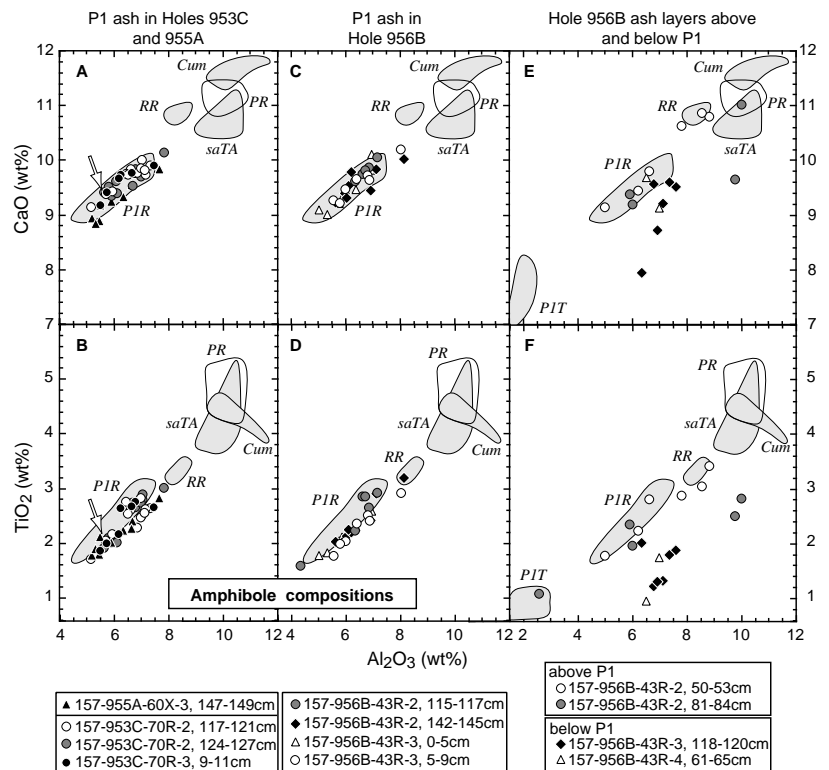 P1 ash in Holes 953C
and 955A
P1 ash in
Hole 956B
Hole 956B ash layers above
and below P1
12
11
10
9
8
7
CaO (wt%)
A
Cum
RR
PR
saTA
P1R
C
Cum
RR
PR
saTA
P1R
E
Cum
RR
PR
saTA
P1R
P1T
12
11
10
9
8
7
5
4
3
2
1
TiO2 (wt%)
B
PR
saTA
Cum
P1R
RR
D
PR
saTA
Cum
RR
P1R
F
PR
saTA
Cum
RR
P1R
P1T
5
4
3
2
1
Amphibole compositions
4 6 8 10 12
4 6 8 10 12
2 4 6 8 10 12
Al2O3 (wt%)
157-955A-60X-3, 147-149cm
157-953C-70R-2, 117-121cm
157-953C-70R-2, 124-127cm
157-953C-70R-3, 9-11cm
157-956B-43R-2, 115-117cm
157-956B-43R-2, 142-145cm
157-956B-43R-3, 0-5cm
157-956B-43R-3, 5-9cm
above P1
157-956B-43R-2, 50-53cm
157-956B-43R-2, 81-84cm
below P1
157-956B-43R-3, 118-120cm
157-956B-43R-4, 61-65cm